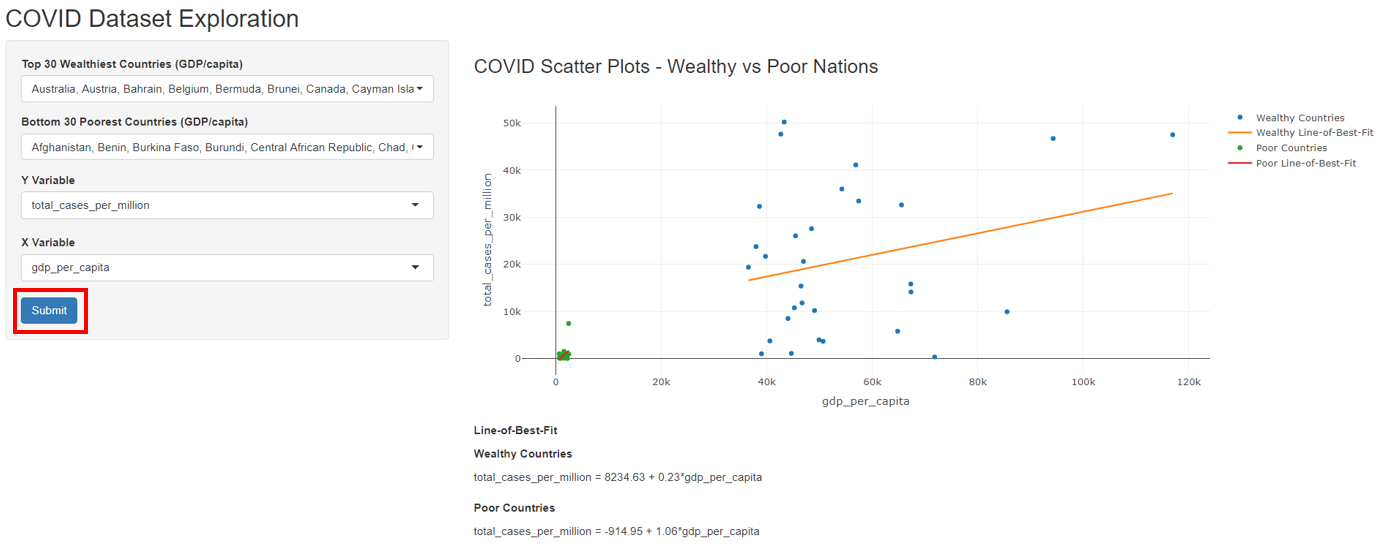 COVID Dataset Exploration
Top 30 Wealthiest Countries (GDP/capita)
Australia, Austria, Bahrain, Belgium, Bermuda, Brunei, Canada, Cayman Isla
Bottom 30 Poorest Countries (GDP/capita)
Afghanistan, Benin, Burkina Faso, Burundi, Central African Republic, Chad,
Y Variable
total_cases_per_million
X Variable
gdp_per_capita
Submit
COVID Scatter Plots - Wealthy vs Poor Nations
total_cases_per_million
50k
40k
30k
20k
10k
0
0 20k 40k 60k 80k 100k 120k
gdp_per_capita
Wealthy Countries
Wealthy Line-of-Best-Fit
Poor Countries
Poor Line-of-Best-Fit
Line-of-Best-Fit
Wealthy Countries
total_cases_per_million = 8234.63 + 0.23*gdp_per_capita
Poor Countries
total_cases_per_million = -914.95 + 1.06*gdp_per_capita